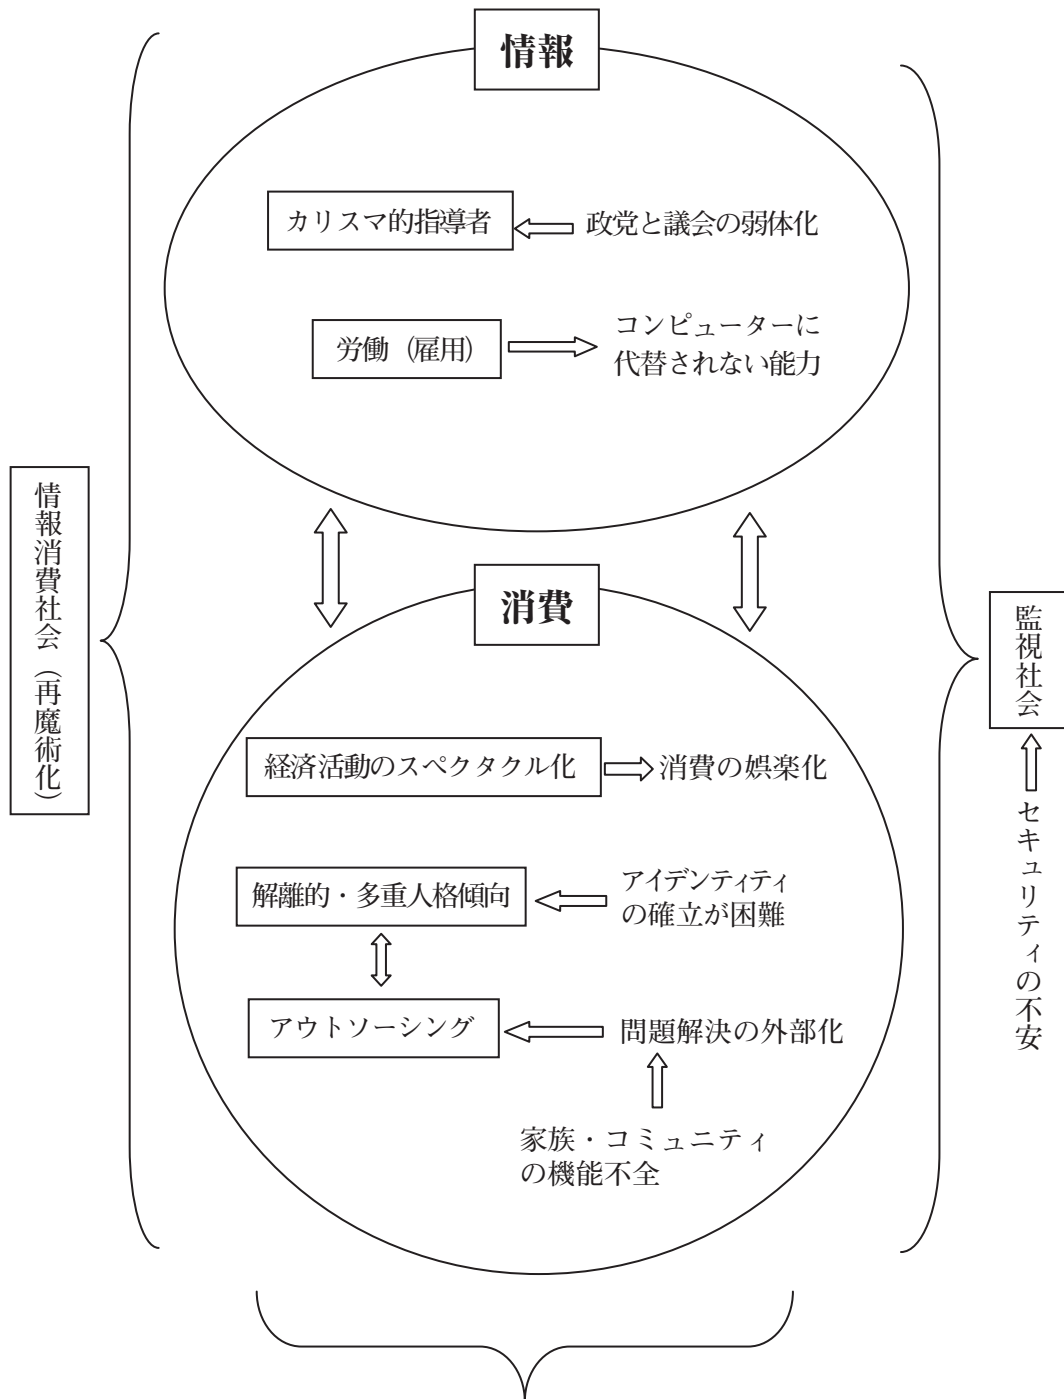 情報
カリスマ的指導者
政党と議会の弱体化
労働（雇用）
コンピューターに
代替されない能力
情報消費社会（再魔術化）
消費
監視社会
セキュリティの不安
経済活動のスペクタクル化
消費の娯楽化
解離的・多重人格傾向
アイデンティティ
の確立が困難
アウトソーシング
問題解決の外部化
家族・コミュニティ
の機能不全